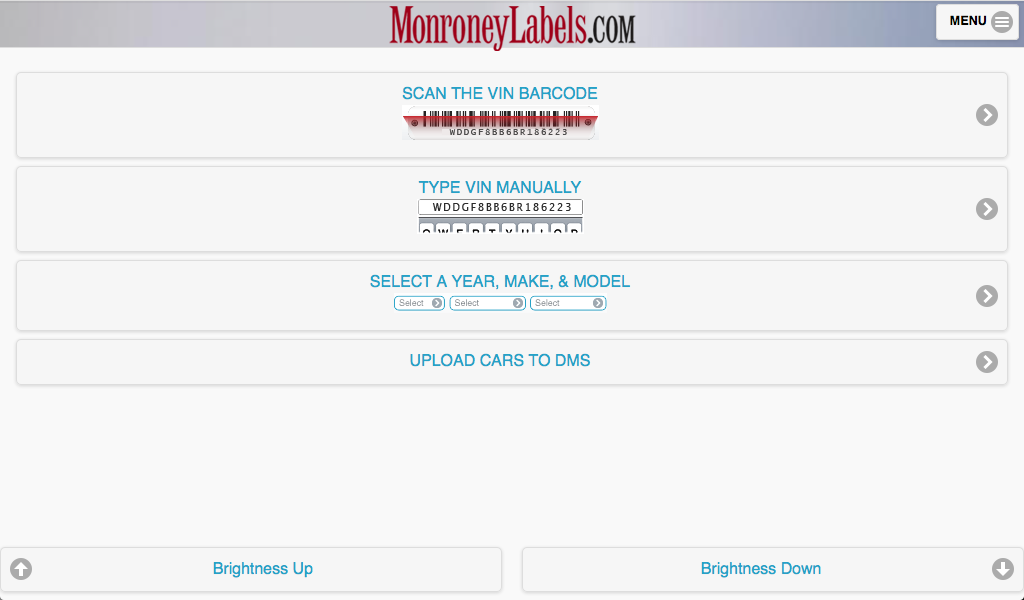 MonroneyLabels.COM
MENU
SCAN THE VIN BARCODE
WDDGF8BB6BR186223
TYPE VIN MANUALLY
WDDGF8BB6BR186223
Q W E R T Y U I O P
SELECT A YEAR, MAKE, & MODEL
Select Select Select
UPLOAD CARS TO DMS
Brightness Up Brightness Down